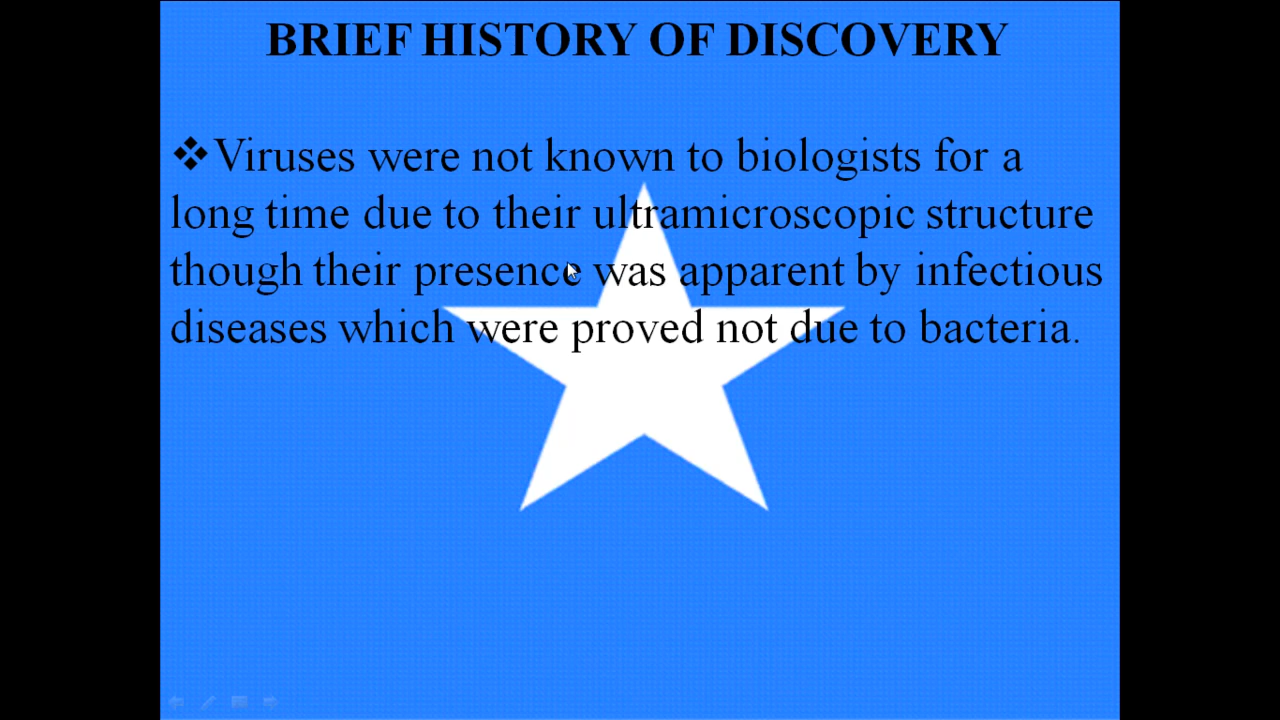 BRIEF HISTORY OF DISCOVERY
❖Viruses were not known to biologists for a
long time due to their ultramicroscopic structure
though their presence was apparent by infectious
diseases which were proved not due to bacteria.